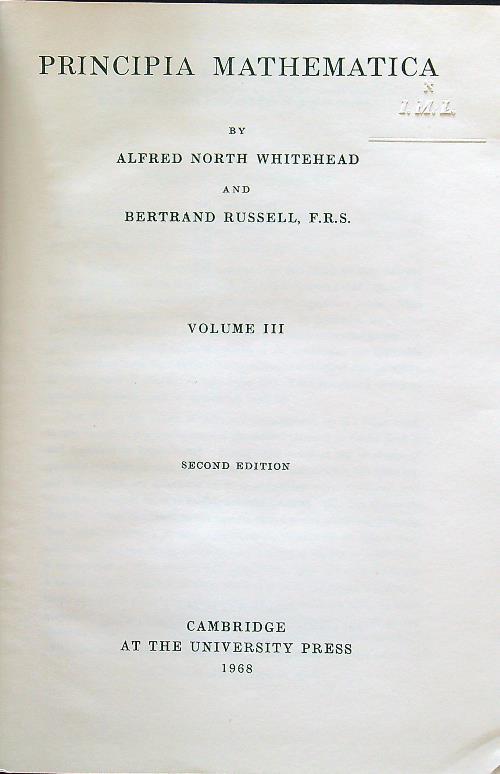 PRINCIPIA MATHEMATICA
I.M.L.
BY
ALFRED NORTH WHITEHEAD
AND
BERTRAND RUSSELL, F.R.S.
VOLUME III
SECOND EDITION
CAMBRIDGE
AT THE UNIVERSITY PRESS
1968